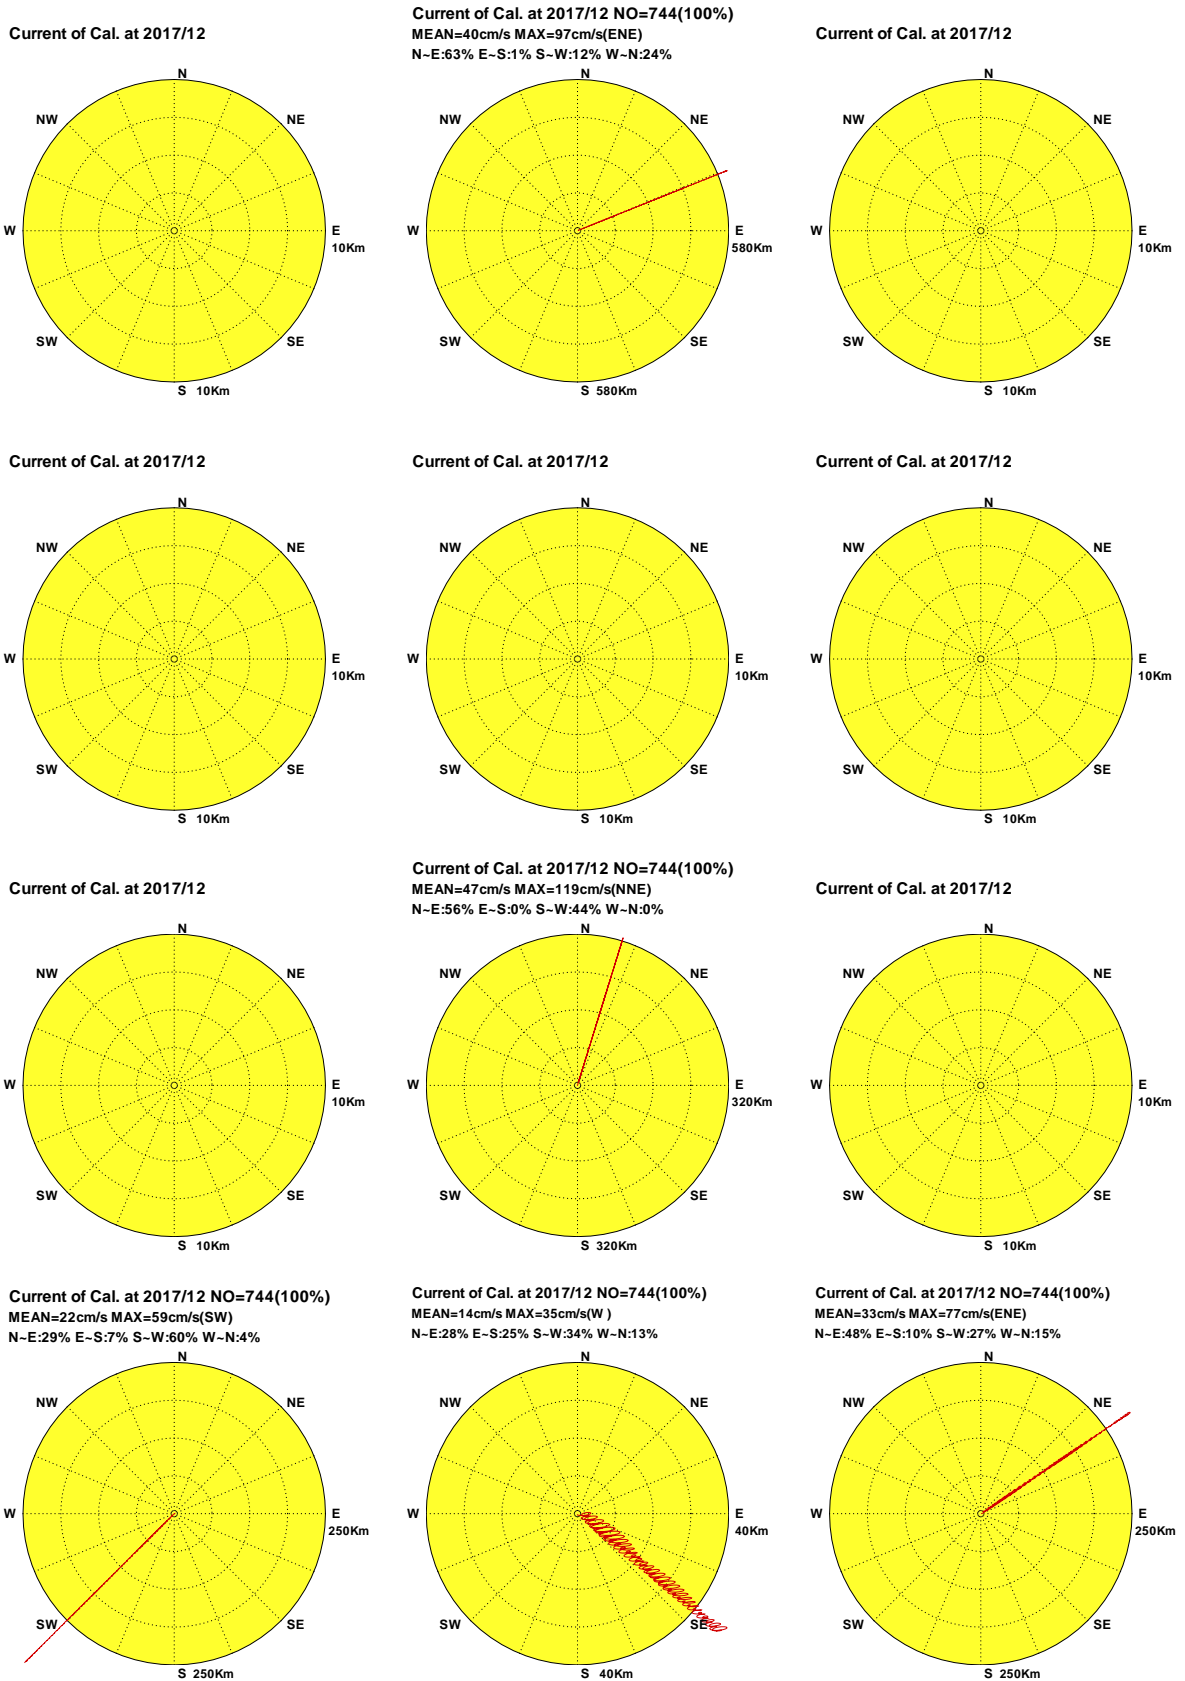 Current of Cal. at 2017/12
N
NW
NE
W
E
10Km
SW
SE
S 10Km
Current of Cal. at 2017/12 NO=744(100%)
MEAN=40cm/s MAX=97cm/s(ENE)
N~E:63% E~S:1% S~W:12% W~N:24%
N
NW
NE
W
E
580Km
SW
SE
S 580Km
Current of Cal. at 2017/12
N
NW
NE
W
E
10Km
SW
SE
S 10Km
Current of Cal. at 2017/12
N
NW
NE
W
E
10Km
SW
SE
S 10Km
Current of Cal. at 2017/12
N
NW
NE
W
E
10Km
SW
SE
S 10Km
Current of Cal. at 2017/12
N
NW
NE
W
E
10Km
SW
SE
S 10Km
Current of Cal. at 2017/12
N
NW
NE
W
E
10Km
SW
SE
S 10Km
Current of Cal. at 2017/12 NO=744(100%)
MEAN=47cm/s MAX=119cm/s(NNE)
N~E:56% E~S:0% S~W:44% W~N:0%
N
NW
NE
W
E
320Km
SW
SE
S 320Km
Current of Cal. at 2017/12
N
NW
NE
W
E
10Km
SW
SE
S 10Km
Current of Cal. at 2017/12 NO=744(100%)
MEAN=22cm/s MAX=59cm/s(SW)
N~E:29% E~S:7% S~W:60% W~N:4%
N
NW
NE
W
E
250Km
SW
SE
S 250Km
Current of Cal. at 2017/12 NO=744(100%)
MEAN=14cm/s MAX=35cm/s(W )
N~E:28% E~S:25% S~W:34% W~N:13%
N
NW
NE
W
E
40Km
SW
SE
S 40Km
Current of Cal. at 2017/12 NO=744(100%)
MEAN=33cm/s MAX=77cm/s(ENE)
N~E:48% E~S:10% S~W:27% W~N:15%
N
NW
NE
W
E
250Km
SW
SE
S 250Km